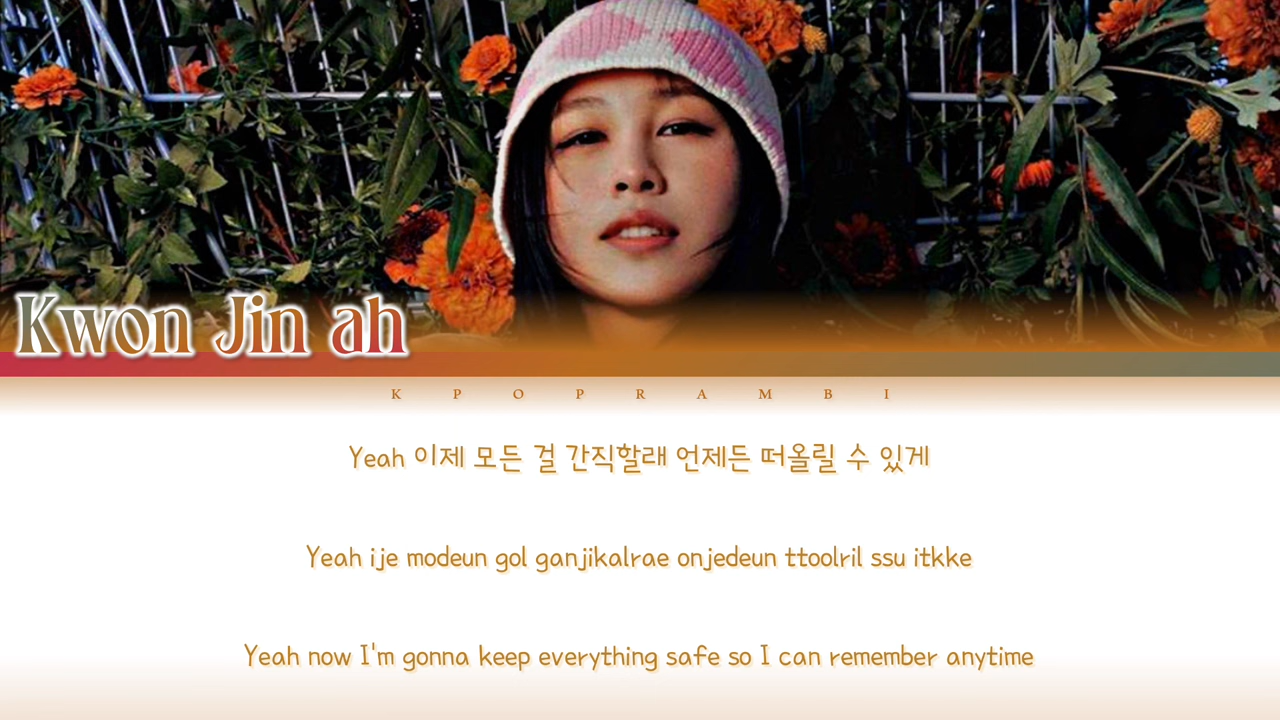 Kwon Jin ah
KPOPRAMBI
Yeah 이제 모든 걸 간직할래 언제든 떠올릴 수 있게
Yeah ije modeun gol ganjikalrae onjedeun ttoolril ssu itkke
Yeah now I'm gonna keep everything safe so I can remember anytime